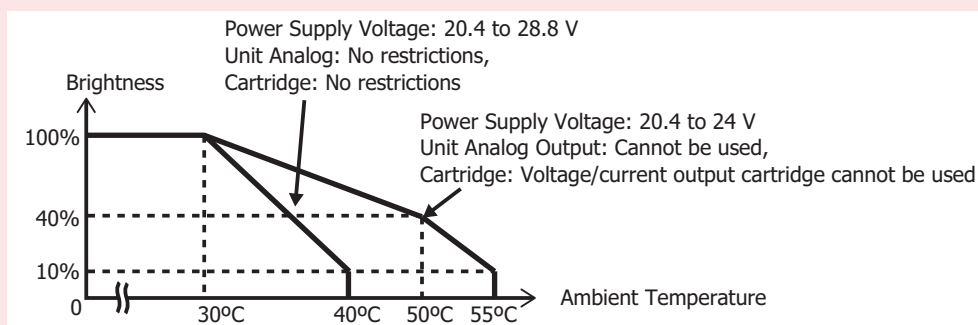 Power Supply Voltage: 20.4 to 28.8 V
Unit Analog: No restrictions,
Cartridge: No restrictions
Brightness
Power Supply Voltage: 20.4 to 24 V
Unit Analog Output: Cannot be used,
Cartridge: Voltage/current output cartridge cannot be used
100%
40%
10%
0
30ºC
40ºC
50ºC
55ºC
Ambient Temperature